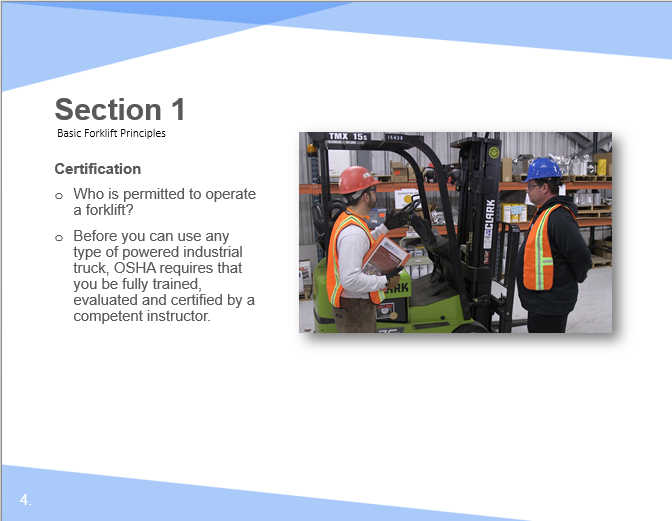 Section 1
Basic Forklift Principles
Certification
o Who is permitted to operate
a forklift?
o Before you can use any
type of powered industrial
truck, OSHA requires that
you be fully trained,
evaluated and certified by a
competent instructor.
TMX 15s
15438
CLARK
CLARK
4.